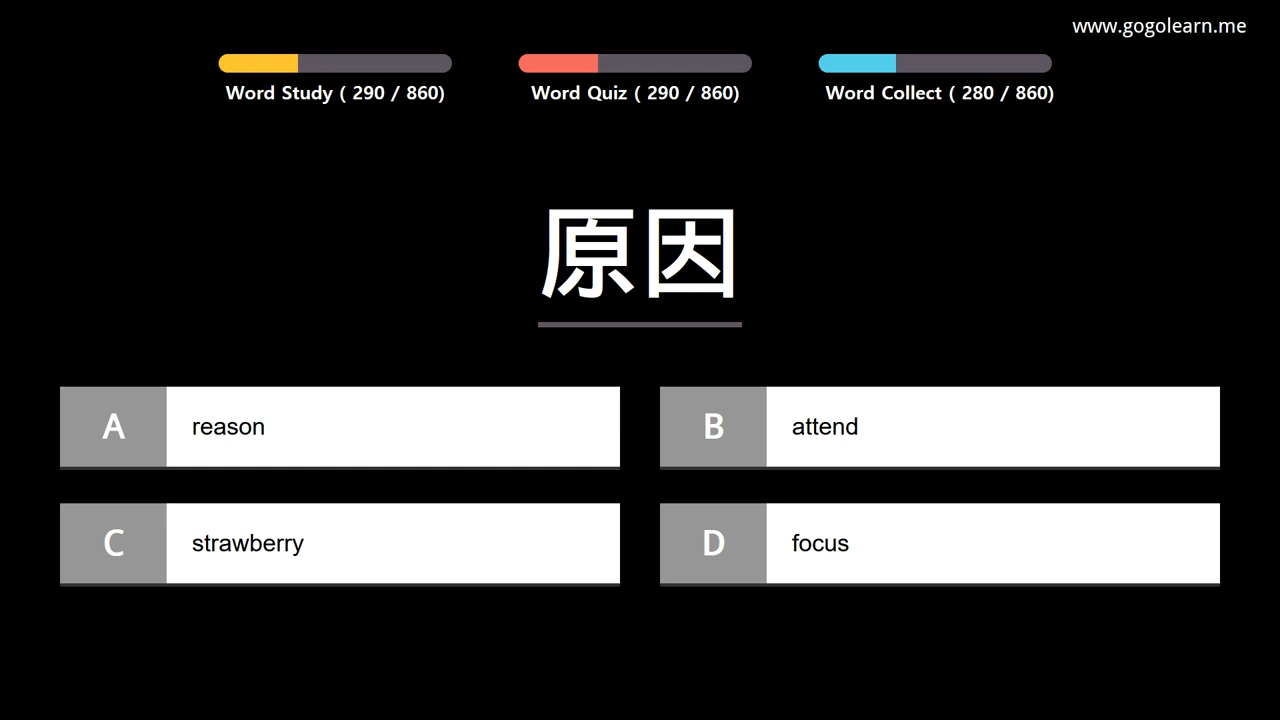 www.gogolearn.me
Word Study ( 290 / 860)
Word Quiz ( 290 / 860)
Word Collect ( 280 / 860)
原因
A reason
B attend
C strawberry
D focus